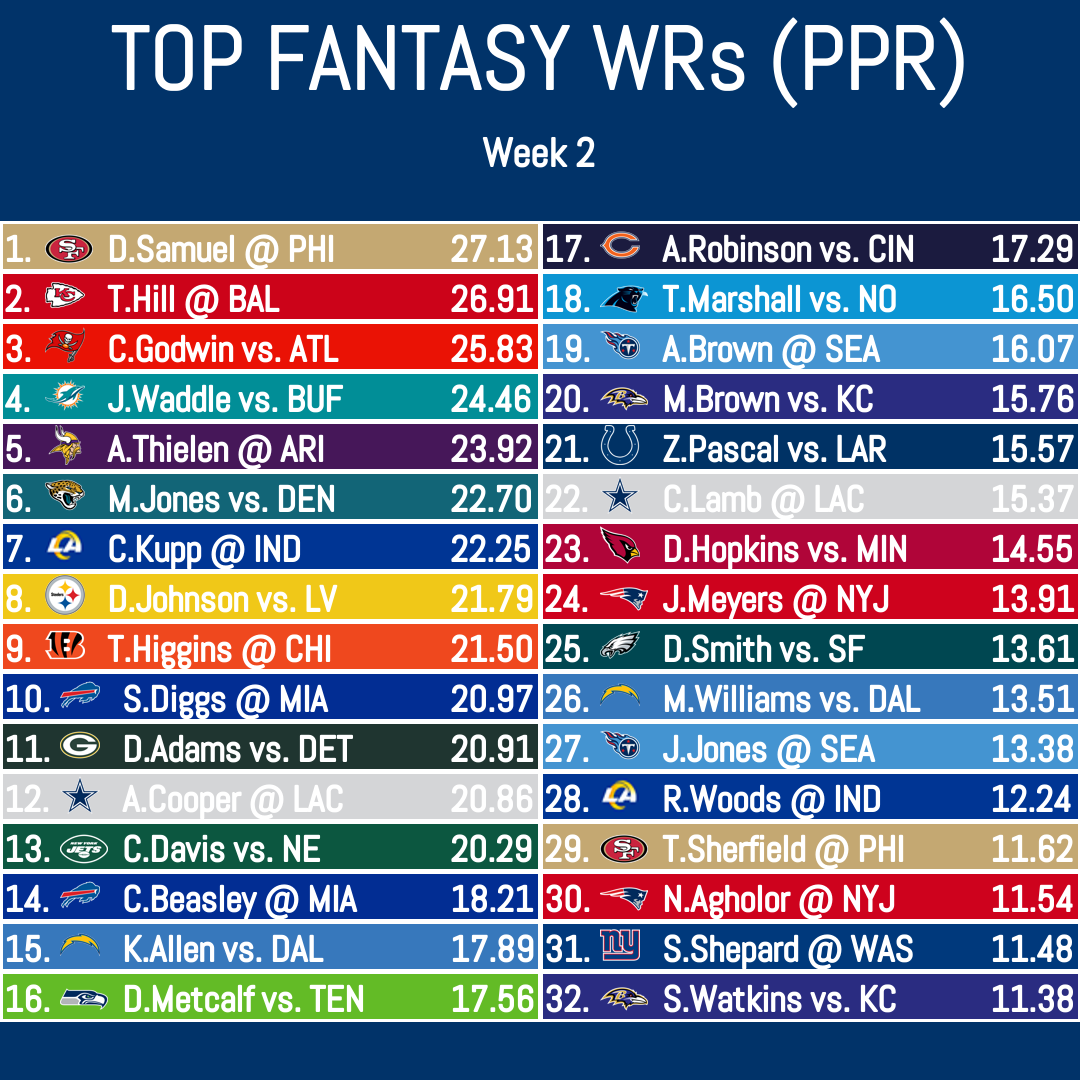 TOP FANTASY WRs (PPR)
Week 2
1. D.Samuel @ PHI 27.13
2. T.Hill @ BAL 26.91
3. C.Godwin vs. ATL 25.83
4. J.Waddle vs. BUF 24.46
5. A.Thielen @ ARI 23.92
6. M.Jones vs. DEN 22.70
7. C.Kupp @ IND 22.25
8. D.Johnson vs. LV 21.79
9. T.Higgins @ CHI 21.50
10. S.Diggs @ MIA 20.97
11. D.Adams vs. DET 20.91
12. A.Cooper @ LAC 20.86
13. C.Davis vs. NE 20.29
14. C.Beasley @ MIA 18.21
15. K.Allen vs. DAL 17.89
16. D.Metcalf vs. TEN 17.56
17. A.Robinson vs. CIN 17.29
18. T.Marshall vs. NO 16.50
19. A.Brown @ SEA 16.07
20. M.Brown vs. KC 15.76
21. Z.Pascal vs. LAR 15.57
22. C.Lamb @ LAC 15.37
23. D.Hopkins vs. MIN 14.55
24. J.Meyers @ NYJ 13.91
25. D.Smith vs. SF 13.61
26. M.Williams vs. DAL 13.51
27. J.Jones @ SEA 13.38
28. R.Woods @ IND 12.24
29. T.Sherfield @ PHI 11.62
30. N.Agholor @ NYJ 11.54
31. S.Shepard @ WAS 11.48
32. S.Watkins vs. KC 11.38